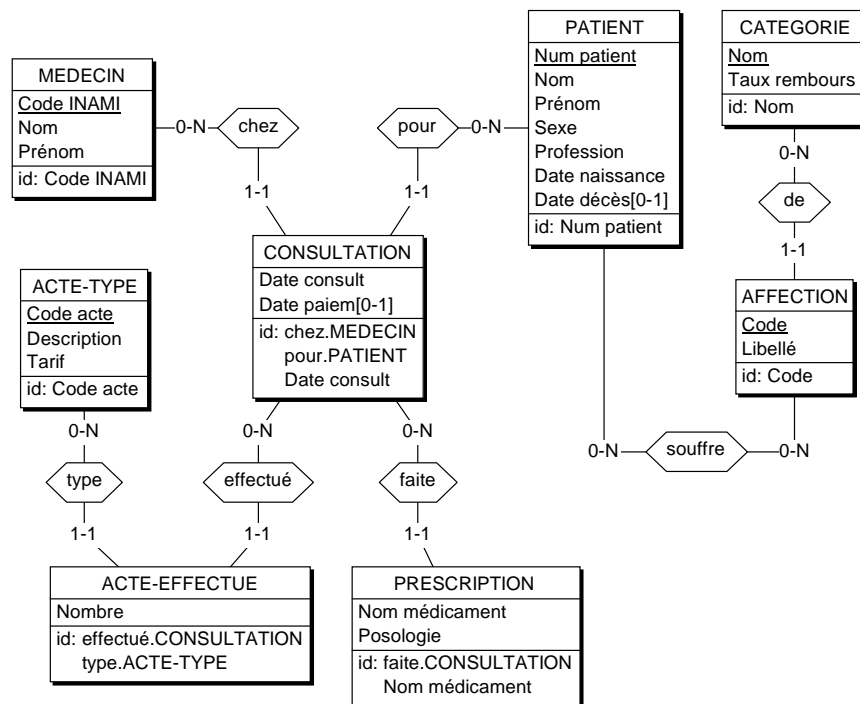 MEDECIN
Code INAMI
Nom
Prénom
id: Code INAMI
0-N
chez
1-1
pour
0-N
1-1
PATIENT
Num patient
Nom
Prénom
Sexe
Profession
Date naissance
Date décès[0-1]
id: Num patient
CATEGORIE
Nom
Taux rembours
id: Nom
0-N
de
1-1
AFFECTION
Code
Libellé
id: Code
0-N
souffre
0-N
CONSULTATION
Date consult
Date paiem[0-1]
id: chez.MEDECIN
pour.PATIENT
Date consult
ACTE-TYPE
Code acte
Description
Tarif
id: Code acte
0-N
type
1-1
0-N
effectué
1-1
0-N
faite
1-1
ACTE-EFFECTUE
Nombre
id: effectué.CONSULTATION
type.ACTE-TYPE
PRESCRIPTION
Nom médicament
Posologie
id: faite.CONSULTATION
Nom médicament